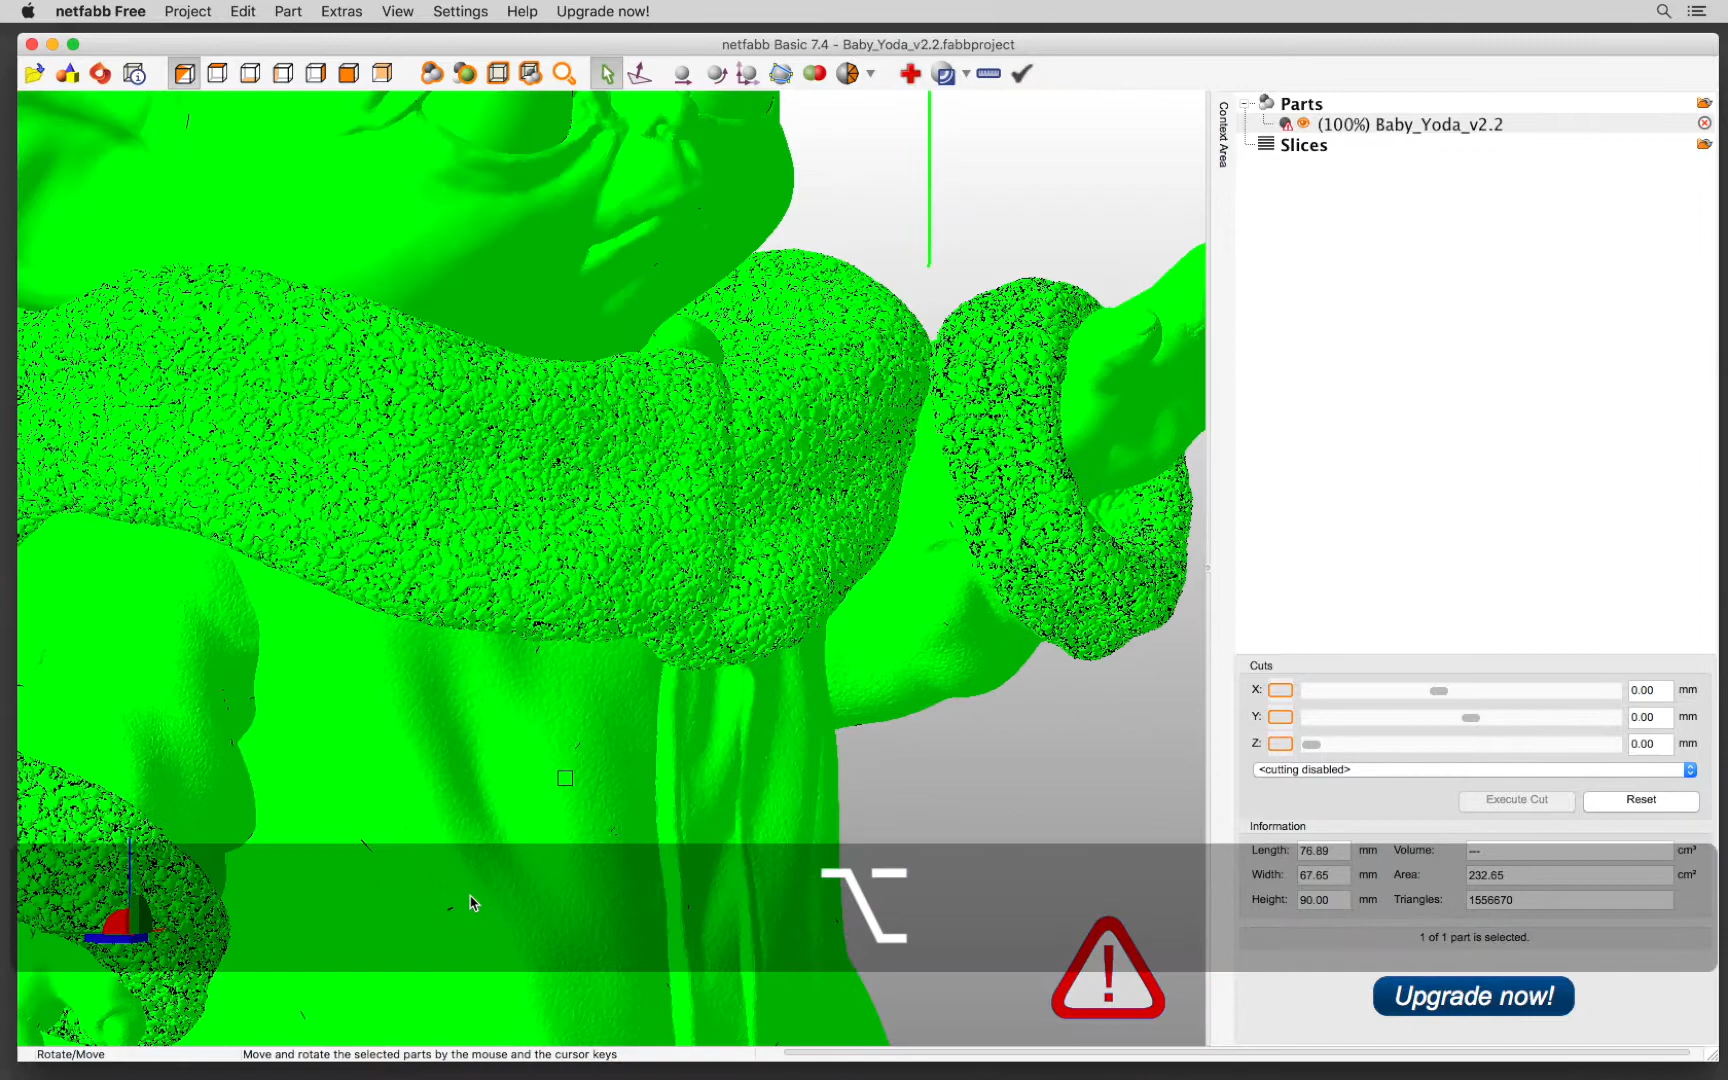 netfabb Free Project Edit Part Extras View Settings Help Upgrade now!
netfabb Basic 7.4 - Baby_Yoda_v2.2.fabbproject
Context Area
Parts
(100%) Baby_Yoda_v2.2
Slices
Cuts
X: 0.00 mm
Y: 0.00 mm
Z: 0.00 mm
<cutting disabled>
Execute Cut Reset
Information
Length: 76.89 mm Volume: --- cm³
Width: 67.65 mm Area: 232.65 cm²
Height: 90.00 mm Triangles: 1556670
1 of 1 part is selected.
Upgrade now!
Rotate/Move Move and rotate the selected parts by the mouse and the cursor keys